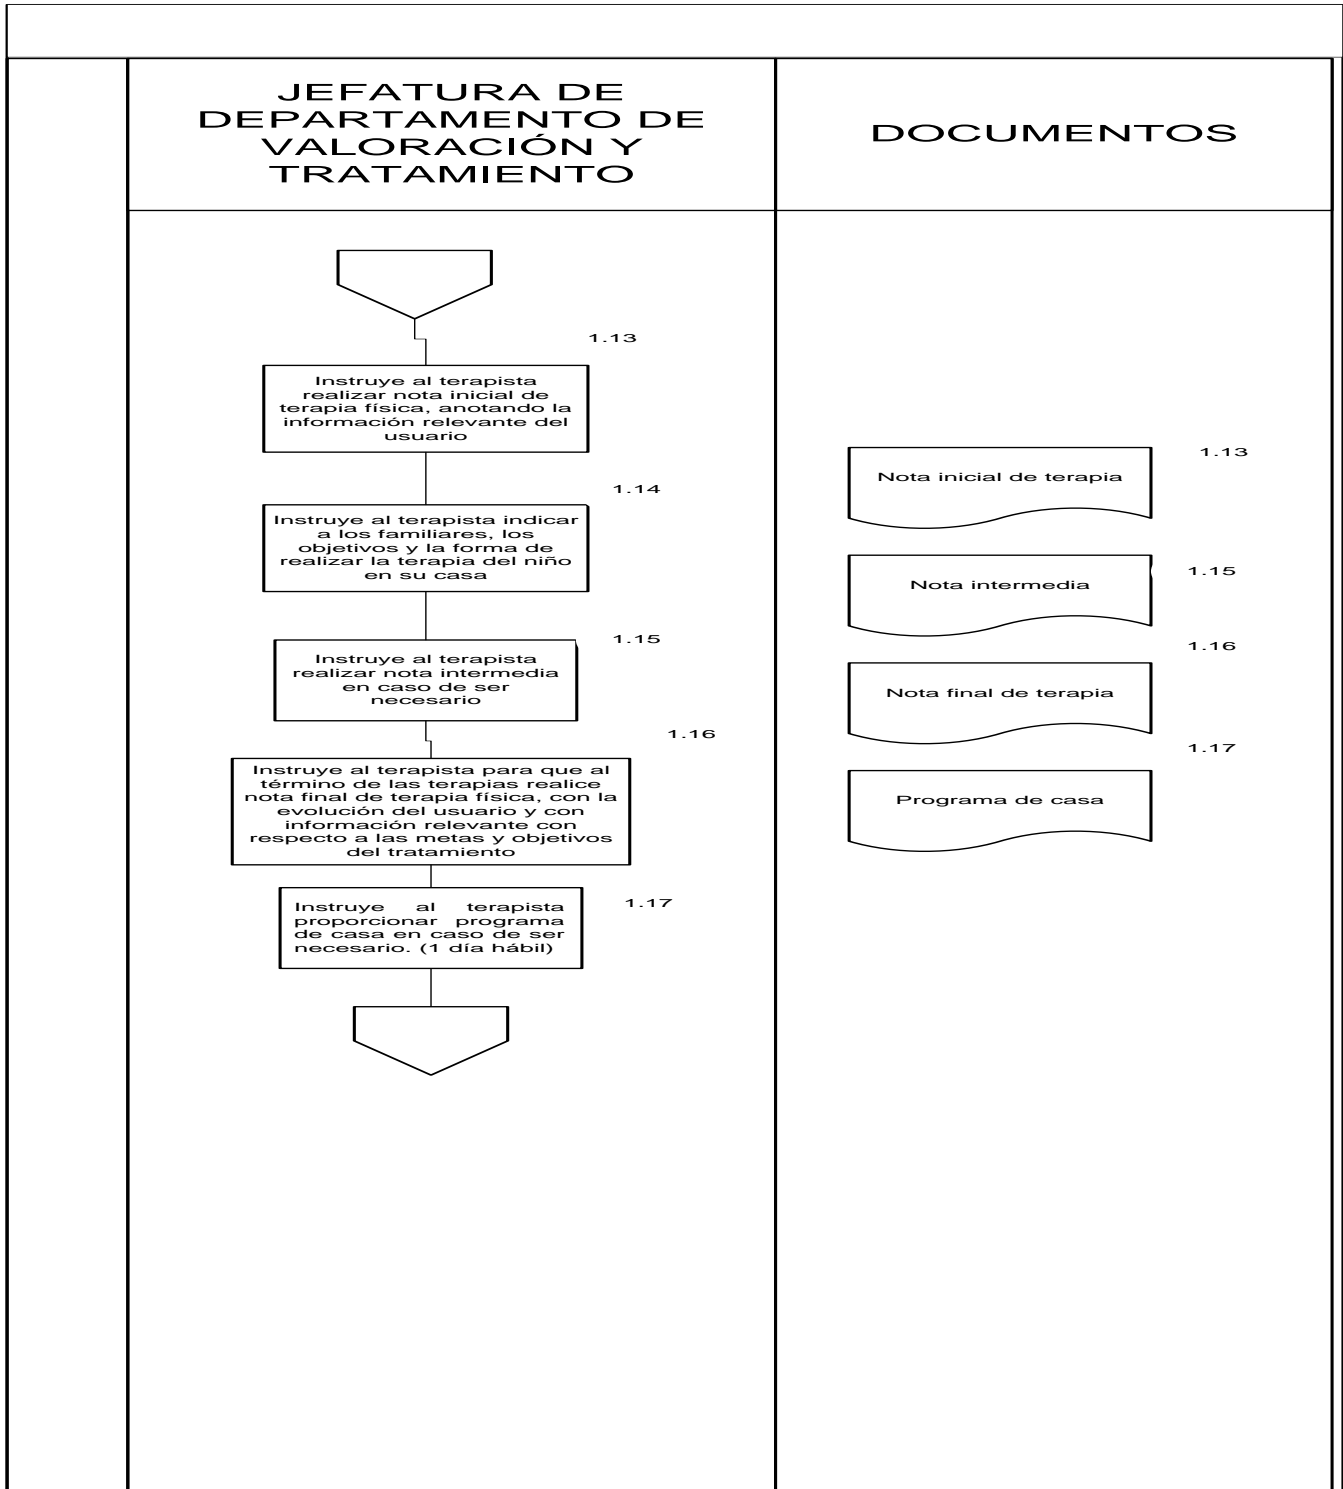 JEFATURA DE
DEPARTAMENTO DE
VALORACIÓN Y
TRATAMIENTO
DOCUMENTOS
1.13
Instruye al terapista
realizar nota inicial de
terapia física, anotando la
información relevante del
usuario
1.14
Instruye al terapista indicar
a los familiares, los
objetivos y la forma de
realizar la terapia del niño
en su casa
1.15
Instruye al terapista
realizar nota intermedia
en caso de ser
necesario
1.16
Instruye al terapista para que al
término de las terapias realice
nota final de terapia física, con la
evolución del usuario y con
información relevante con
respecto a las metas y objetivos
del tratamiento
1.17
Instruye al terapista
proporcionar programa
de casa en caso de ser
necesario. (1 día hábil)
1.13
Nota inicial de terapia
1.15
Nota intermedia
1.16
Nota final de terapia
1.17
Programa de casa